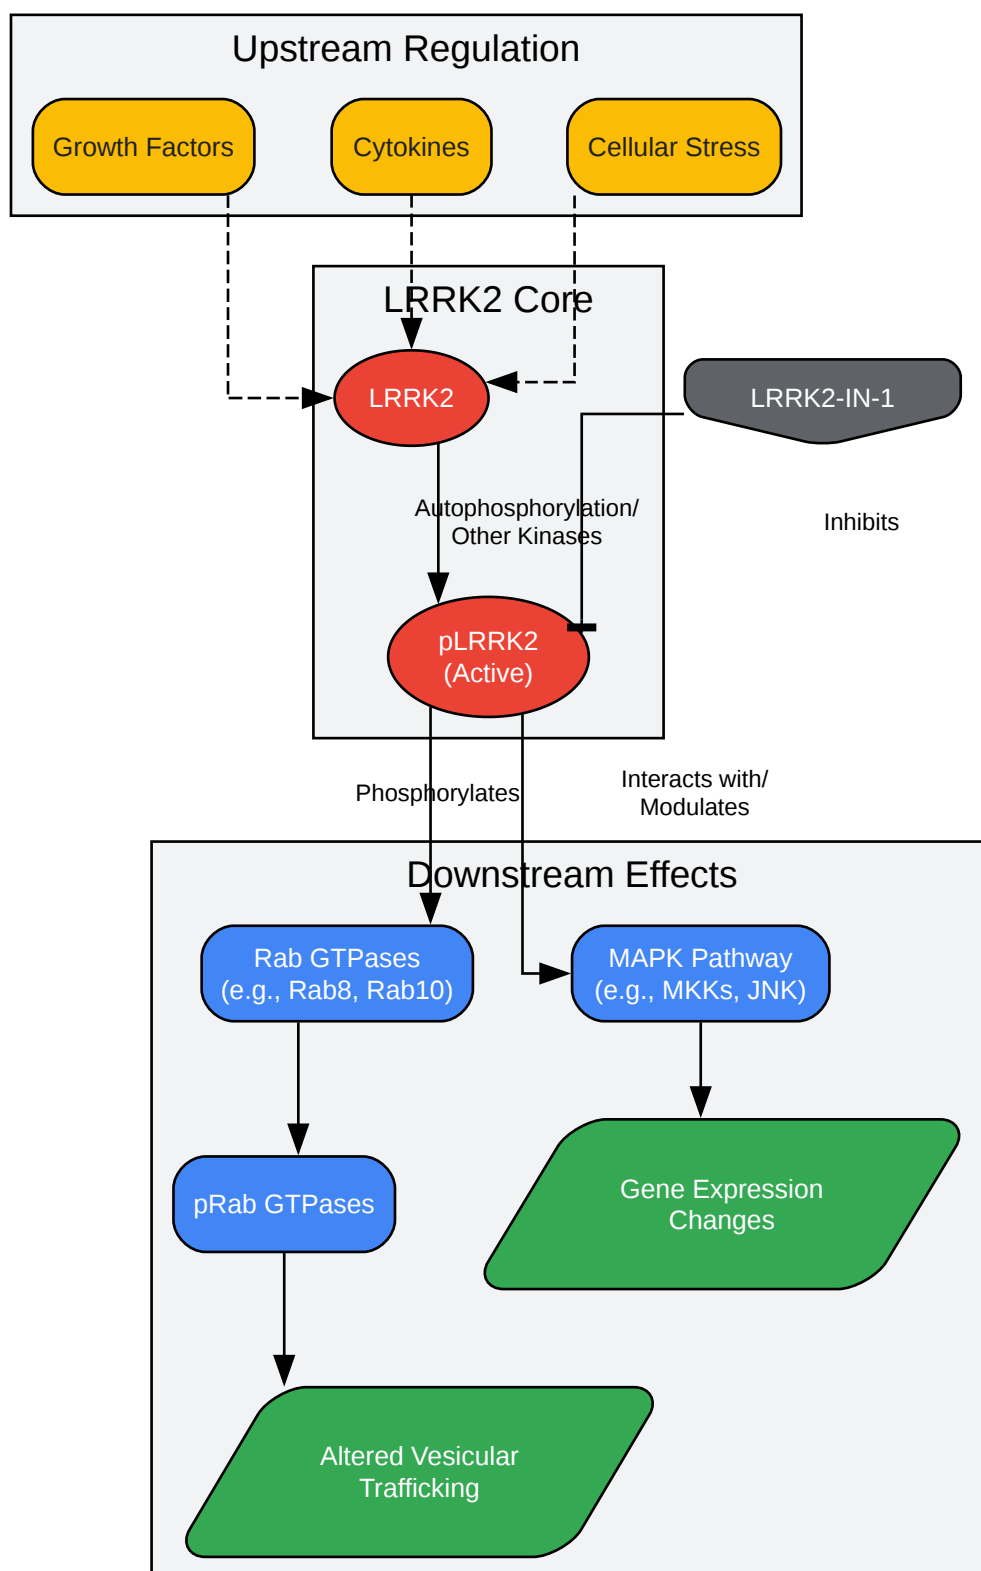 Upstream Regulation
Growth Factors
Cytokines
Cellular Stress
LRRK2 Core
LRRK2
LRRK2-IN-1
Autophosphorylation/
Other Kinases
Inhibits
pLRRK2
(Active)
Phosphorylates
Interacts with/
Modulates
Downstream Effects
Rab GTPases
(e.g., Rab8, Rab10)
MAPK Pathway
(e.g., MKKs, JNK)
pRab GTPases
Gene Expression
Changes
Altered Vesicular
Trafficking